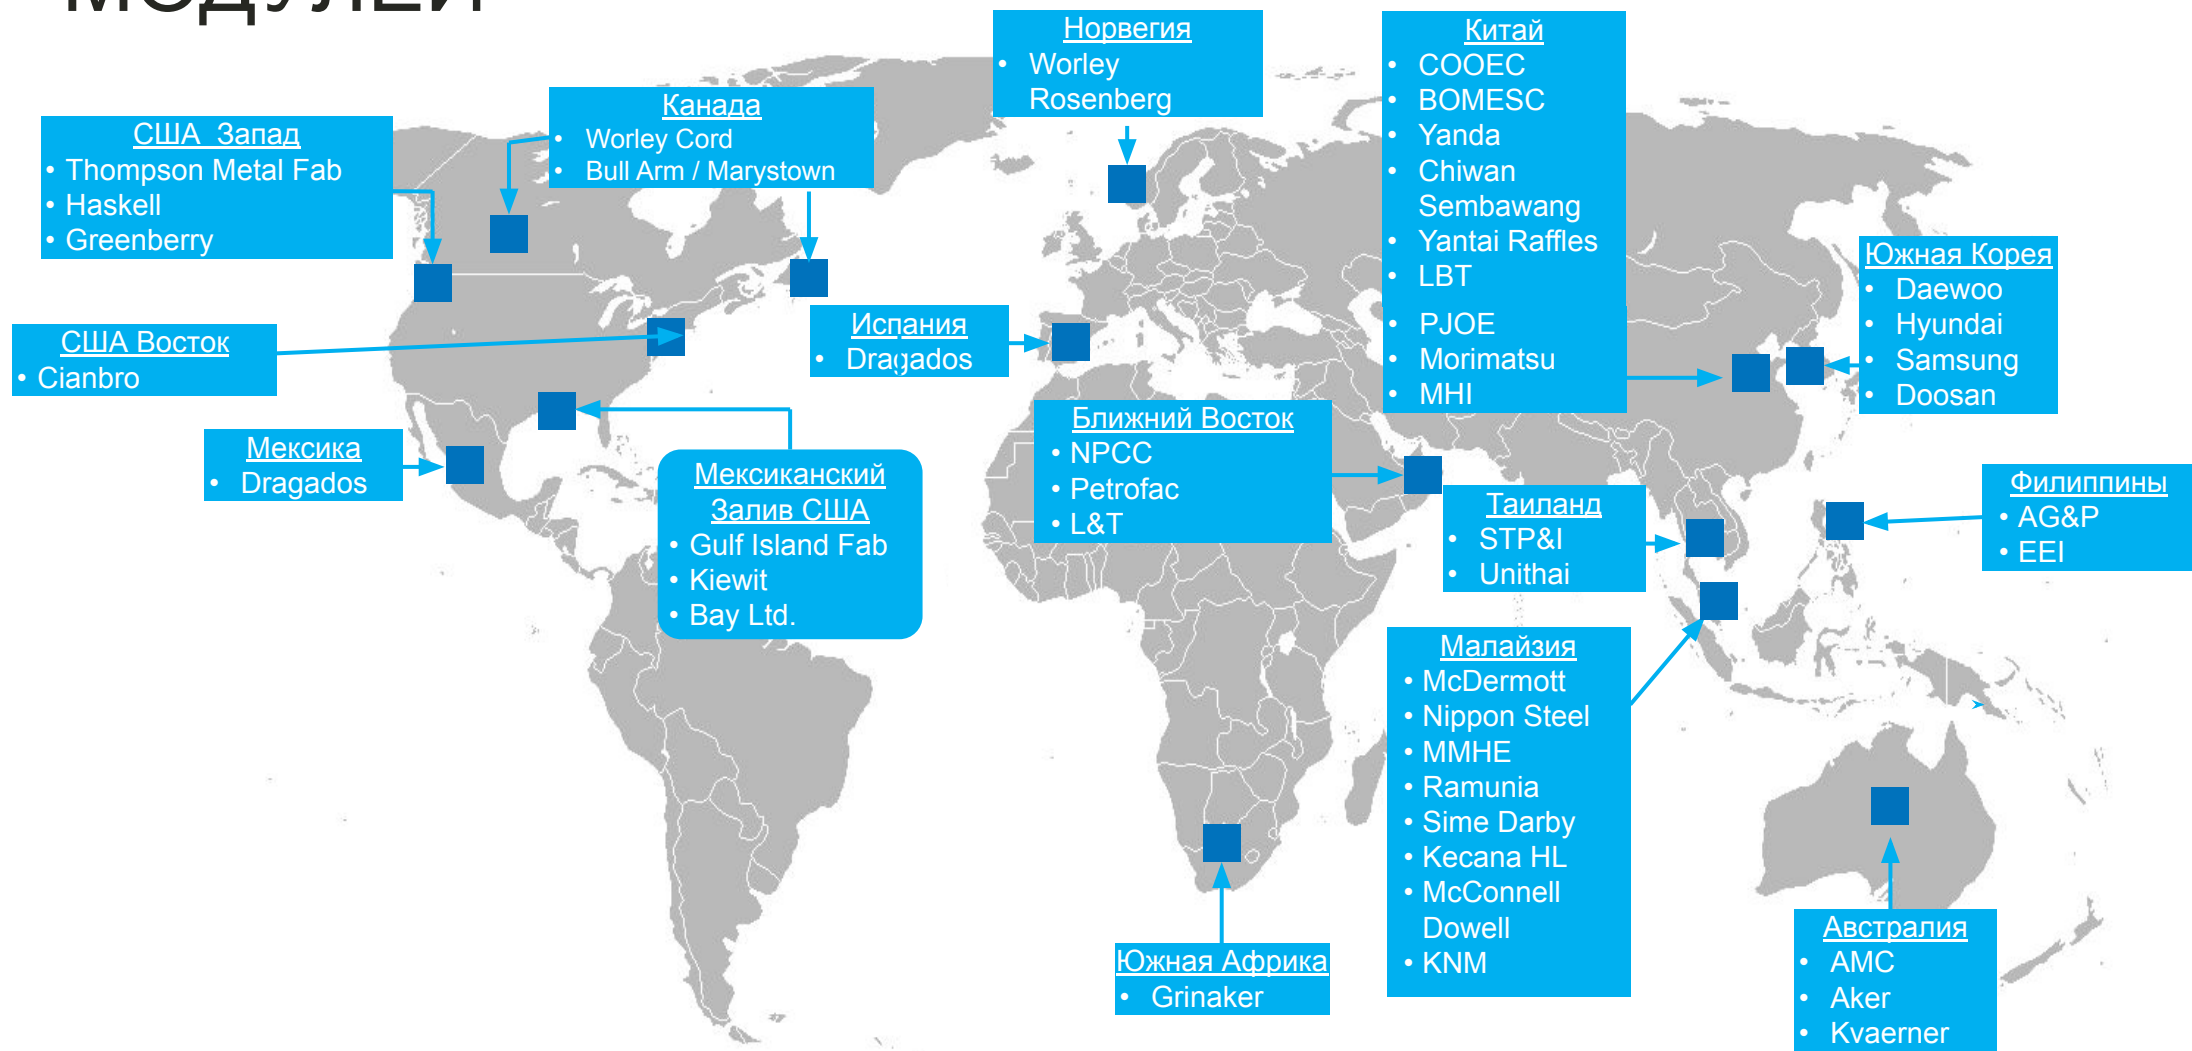 МОДУЛЕЙ
Норвегия
• Worley
Rosenberg
Китай
• COOEC
• BOMESC
• Yanda
• Chiwan
Sembawang
• Yantai Raffles
• LBT
• PJOE
• Morimatsu
• MHI
Канада
• Worley Cord
• Bull Arm / Marystown
США Запад
• Thompson Metal Fab
• Haskell
• Greenberry
Южная Корея
• Daewoo
• Hyundai
• Samsung
• Doosan
США Восток
• Cianbro
Испания
• Dragados
Мексика
• Dragados
Мексиканский
Залив США
• Gulf Island Fab
• Kiewit
• Bay Ltd.
Ближний Восток
• NPCC
• Petrofac
• L&T
Таиланд
• STP&I
• Unithai
Филиппины
• AG&P
• EEI
Малайзия
• McDermott
• Nippon Steel
• MMHE
• Ramunia
• Sime Darby
• Kecana HL
• McConnell
Dowell
• KNM
Южная Африка
• Grinaker
Австралия
• AMC
• Aker
• Kvaerner